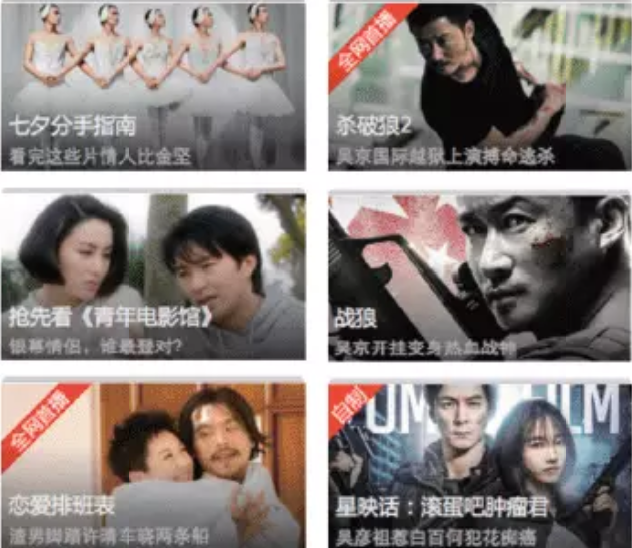 七夕分手指南
看完这些片情人比金坚
全网首播
杀破狼2
吴京国际越狱上演搏命逃杀
抢先看《青年电影馆》
银幕情侣，谁最登对?
战狼
吴京开挂变身热血战神
全网首播
恋爱排班表
渣男脚踏许晴车晓两条船
自制
星映话：滚蛋吧肿瘤君
吴彦祖惹白百何犯花痴癌